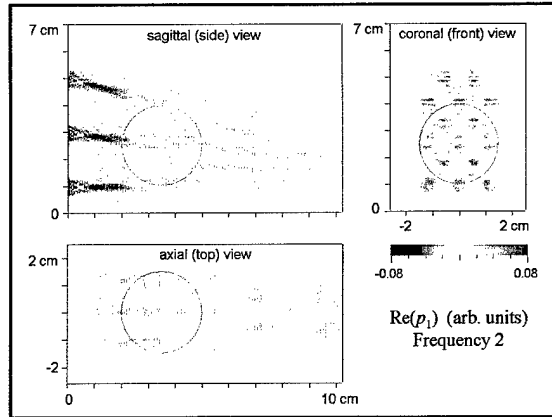 7 cm
sagittal (side) view
0
7 cm
coronal (front) view
0
-2
2 cm
-0.08
0.08
Re(p₁) (arb. units)
Frequency 2
2 cm
axial (top) view
-2
0
10 cm